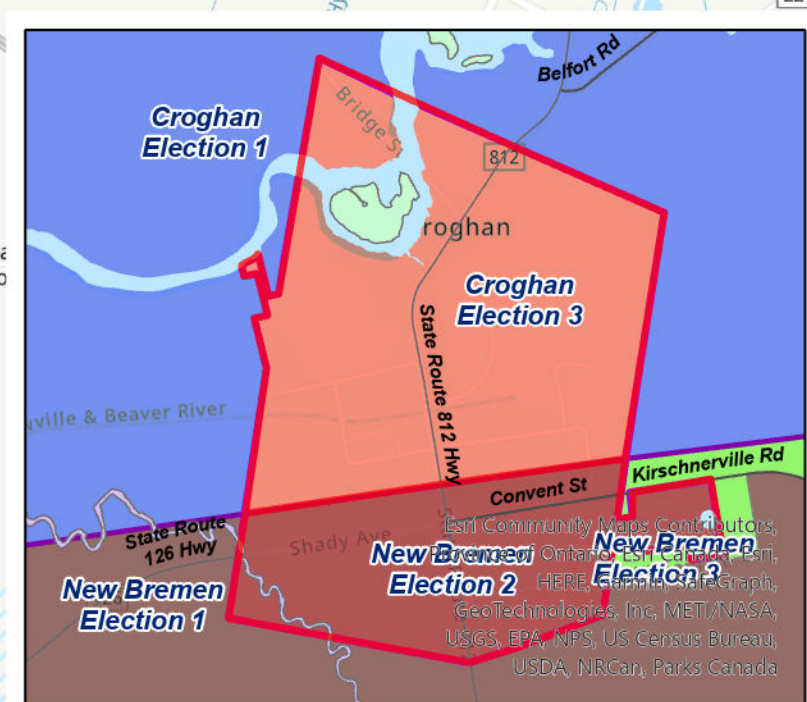 Belfort Rd
Croghan
Election 1
Bridge S
812
roghan
Croghan
Election 3
State Route 812 Hwy
wville & Beaver River
Kirschnerville Rd
Convent St
State Route
126 Hwy
Shady Ave
New Bremen
Election 1
New Bremen
Election 2
New Bremen
Election 3
126
Esri Community Maps Contributors,
Province of Ontario, Esri Canada, Esri,
HERE, Garmin, SafeGraph,
GeoTechnologies, Inc, METI/NASA,
USGS, EPA, NPS, US Census Bureau,
USDA, NRCan, Parks Canada